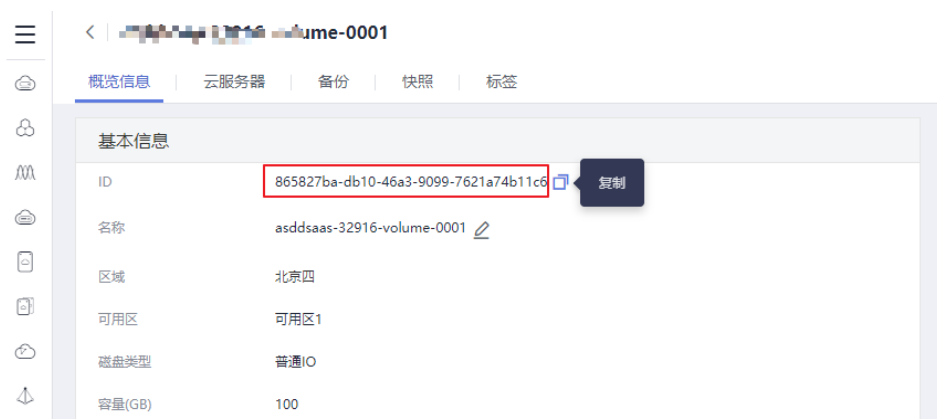 ume-0001
概览信息 云服务器 备份 快照 标签
基本信息
ID 865827ba-db10-46a3-9099-7621a74b11c6 复制
名称 asddsaas-32916-volume-0001
区域 北京四
可用区 可用区1
磁盘类型 普通IO
容量(GB) 100